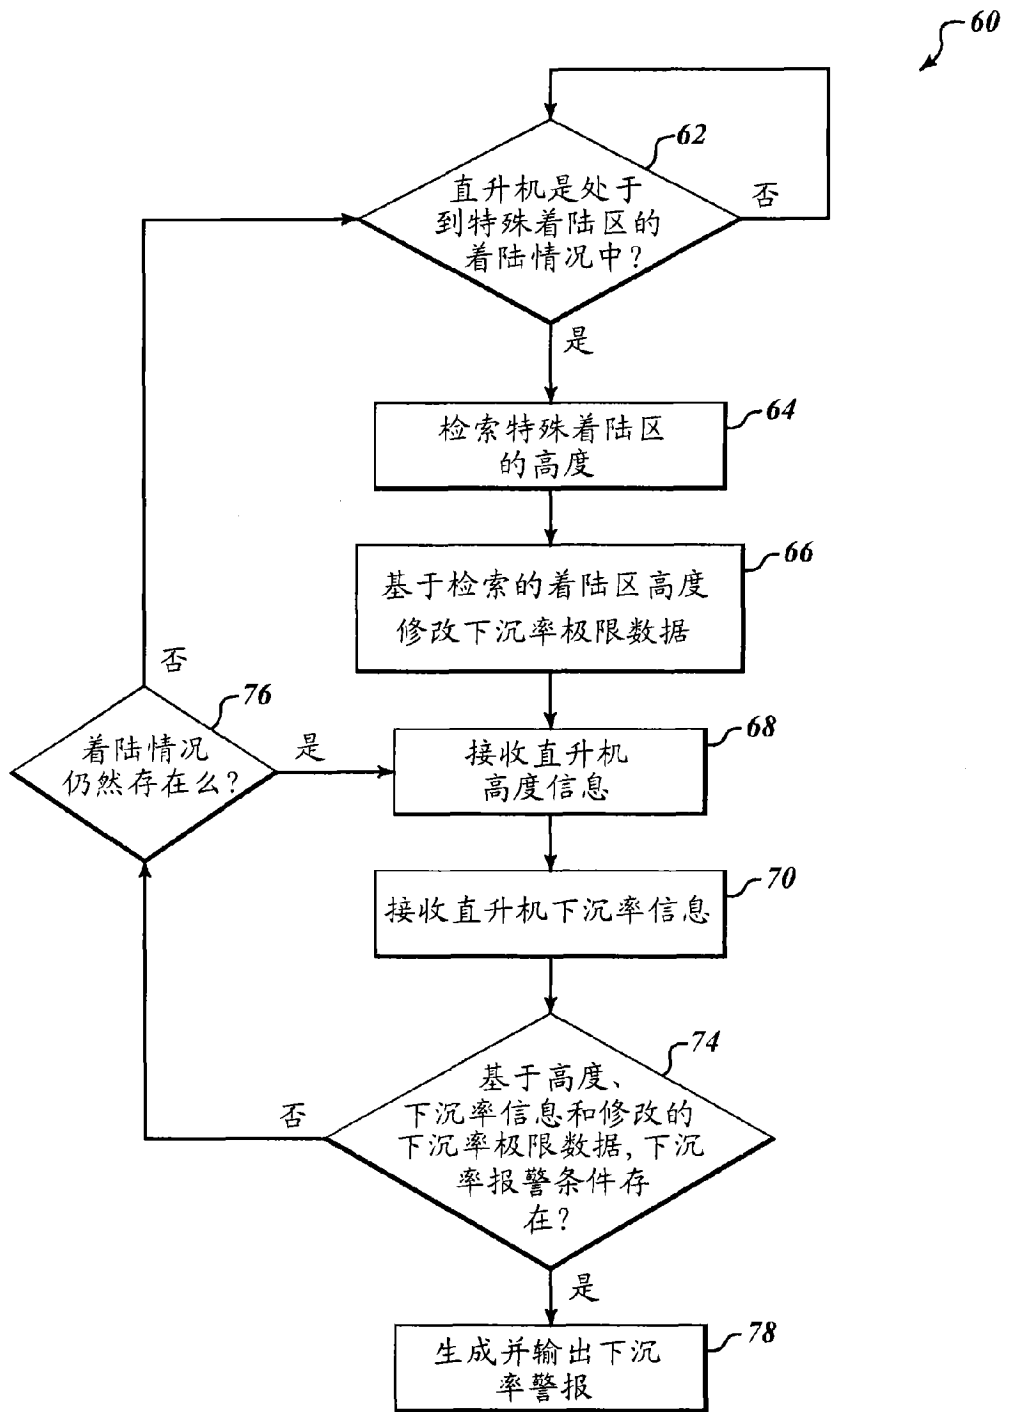 60
62
直升机是处于
到特殊着陆区的
着陆情况中?
否
是
64
检索特殊着陆区
的高度
66
基于检索的着陆区高度
修改下沉率极限数据
否
76
着陆情况
仍然存在么?
是
68
接收直升机
高度信息
70
接收直升机下沉率信息
74
基于高度、
下沉率信息和修改的
下沉率极限数据,下沉
率报警条件存
在?
否
是
78
生成并输出下沉
率警报